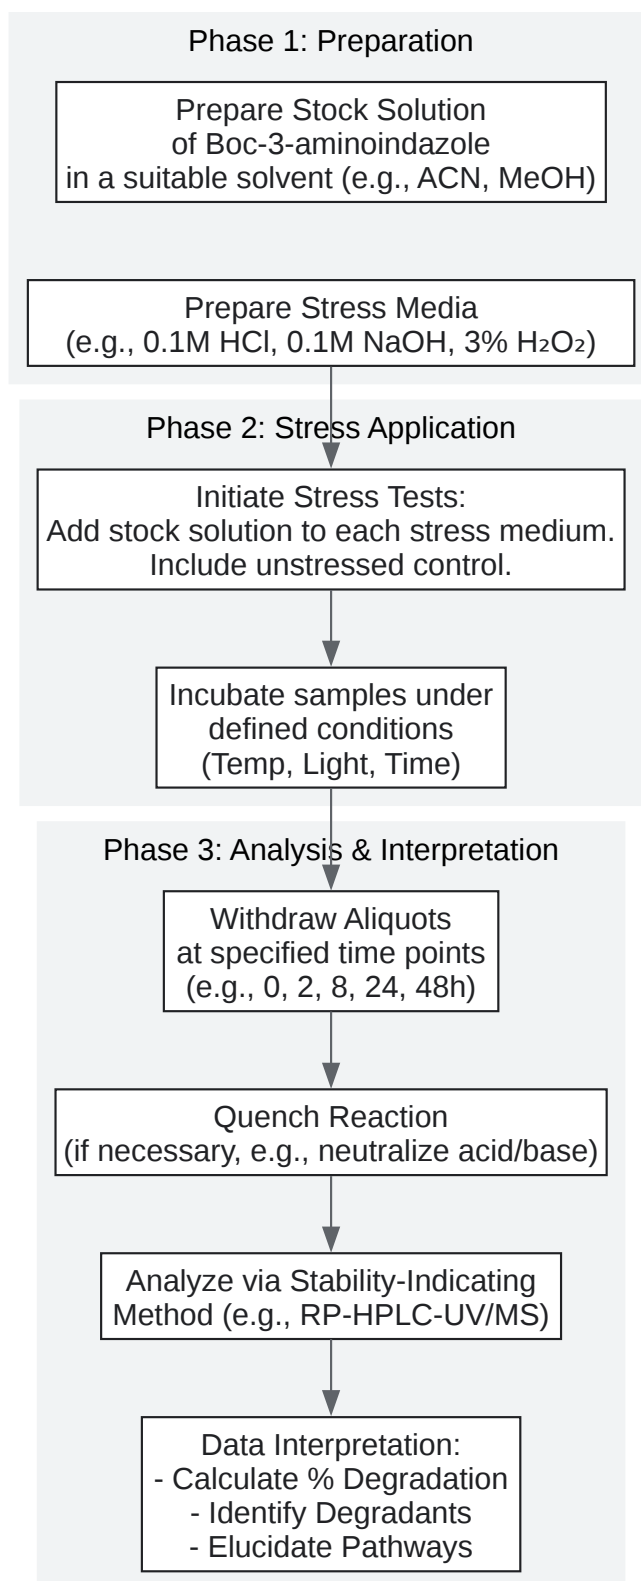 Phase 1: Preparation
Prepare Stock Solution
of Boc-3-aminoindazole
in a suitable solvent (e.g., ACN, MeOH)
Prepare Stress Media
(e.g., 0.1M HCl, 0.1M NaOH, 3% H₂O₂)
Phase 2: Stress Application
Initiate Stress Tests:
Add stock solution to each stress medium.
Include unstressed control.
Incubate samples under
defined conditions
(Temp, Light, Time)
Phase 3: Analysis & Interpretation
Withdraw Aliquots
at specified time points
(e.g., 0, 2, 8, 24, 48h)
Quench Reaction
(if necessary, e.g., neutralize acid/base)
Analyze via Stability-Indicating
Method (e.g., RP-HPLC-UV/MS)
Data Interpretation:
- Calculate % Degradation
- Identify Degradants
- Elucidate Pathways